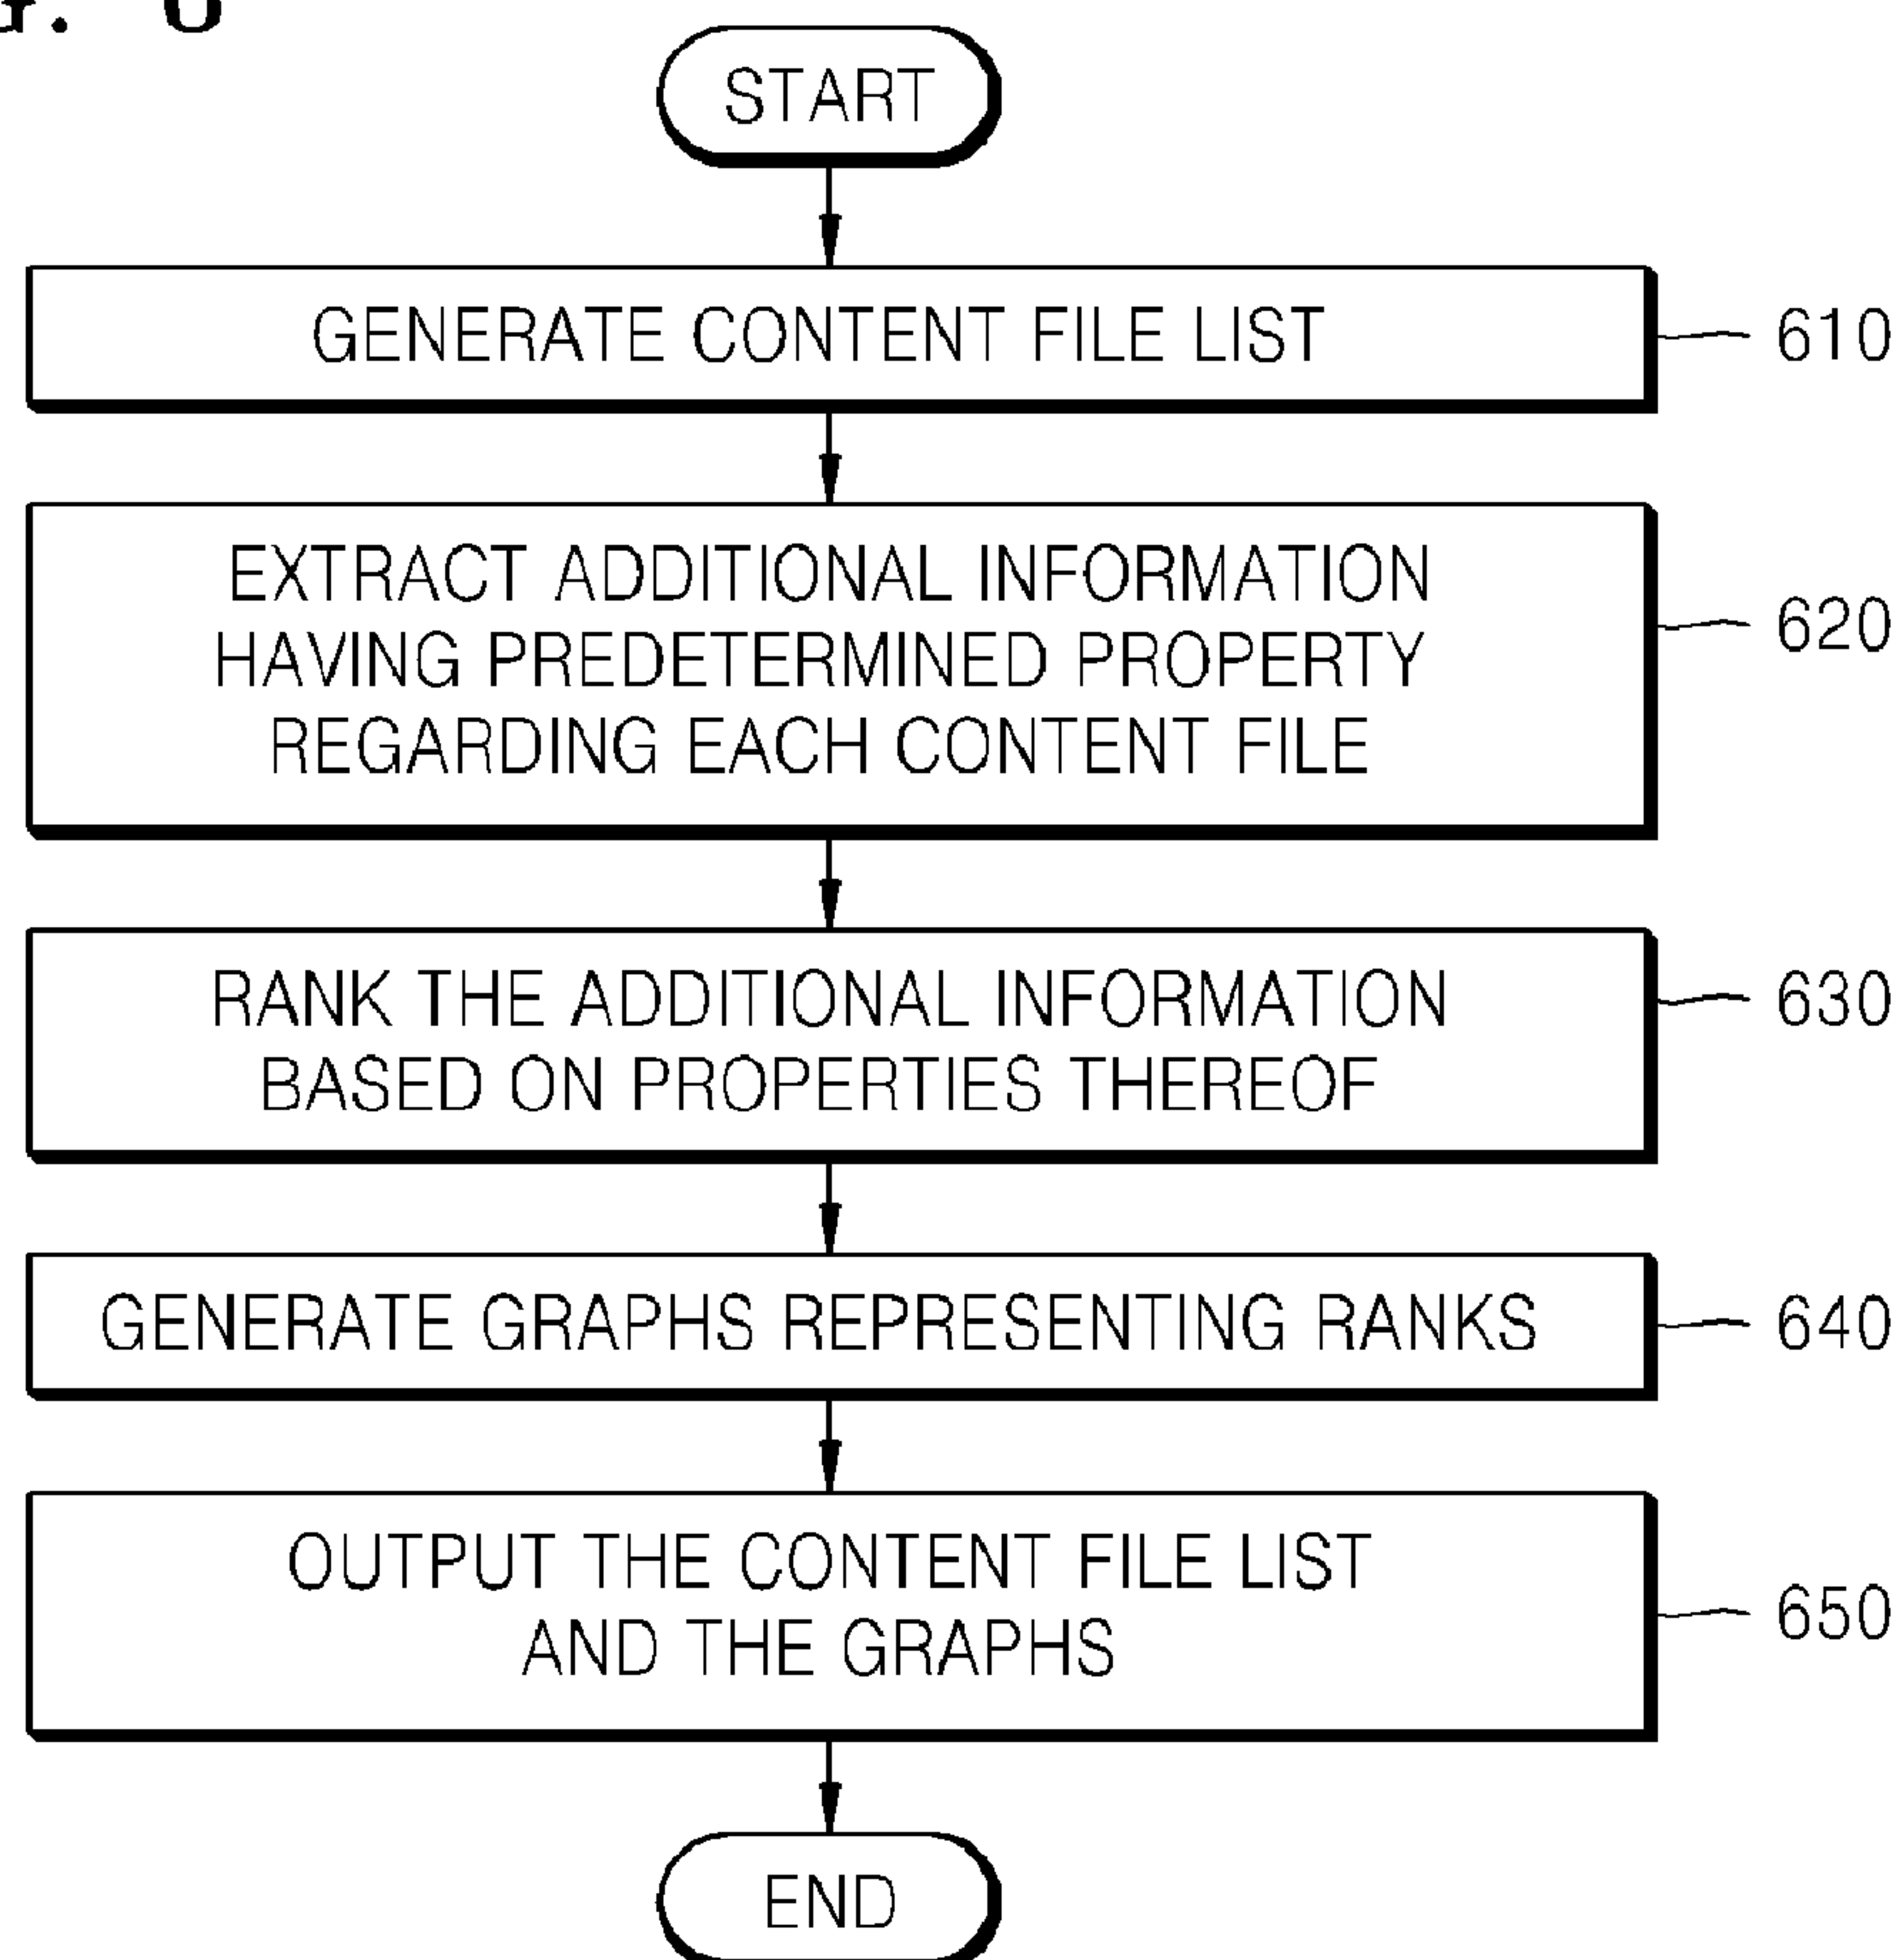 START
GENERATE CONTENT FILE LIST
610
EXTRACT ADDITIONAL INFORMATION
HAVING PREDETERMINED PROPERTY
REGARDING EACH CONTENT FILE
620
RANK THE ADDITIONAL INFORMATION
BASED ON PROPERTIES THEREOF
630
GENERATE GRAPHS REPRESENTING RANKS
640
OUTPUT THE CONTENT FILE LIST
AND THE GRAPHS
650
END